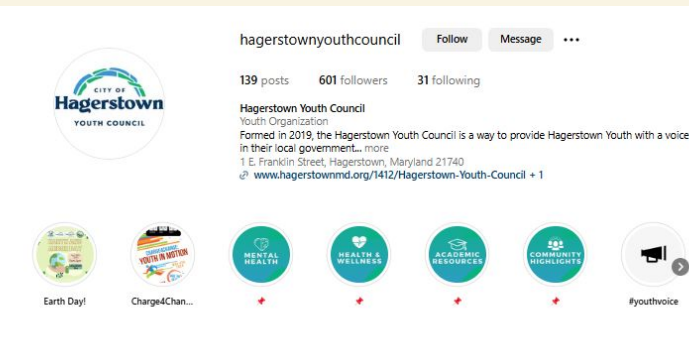 hagerstownyouthcouncil Follow Message
139 posts 601 followers 31 following
CITY OF
Hagerstown
YOUTH COUNCIL
Hagerstown Youth Council
Youth Organization
Formed in 2019, the Hagerstown Youth Council is a way to provide Hagerstown Youth with a voice
in their local government... more
1 E. Franklin Street, Hagerstown, Maryland 21740
www.hagerstownmd.org/1412/Hagerstown-Youth-Council + 1
YOUTH IN MOTION
MENTAL
HEALTH
HEALTH &
WELLNESS
ACADEMIC
RESOURCES
COMMUNITY
HIGHLIGHTS
Earth Day! Charge4Chan... #youthvoice